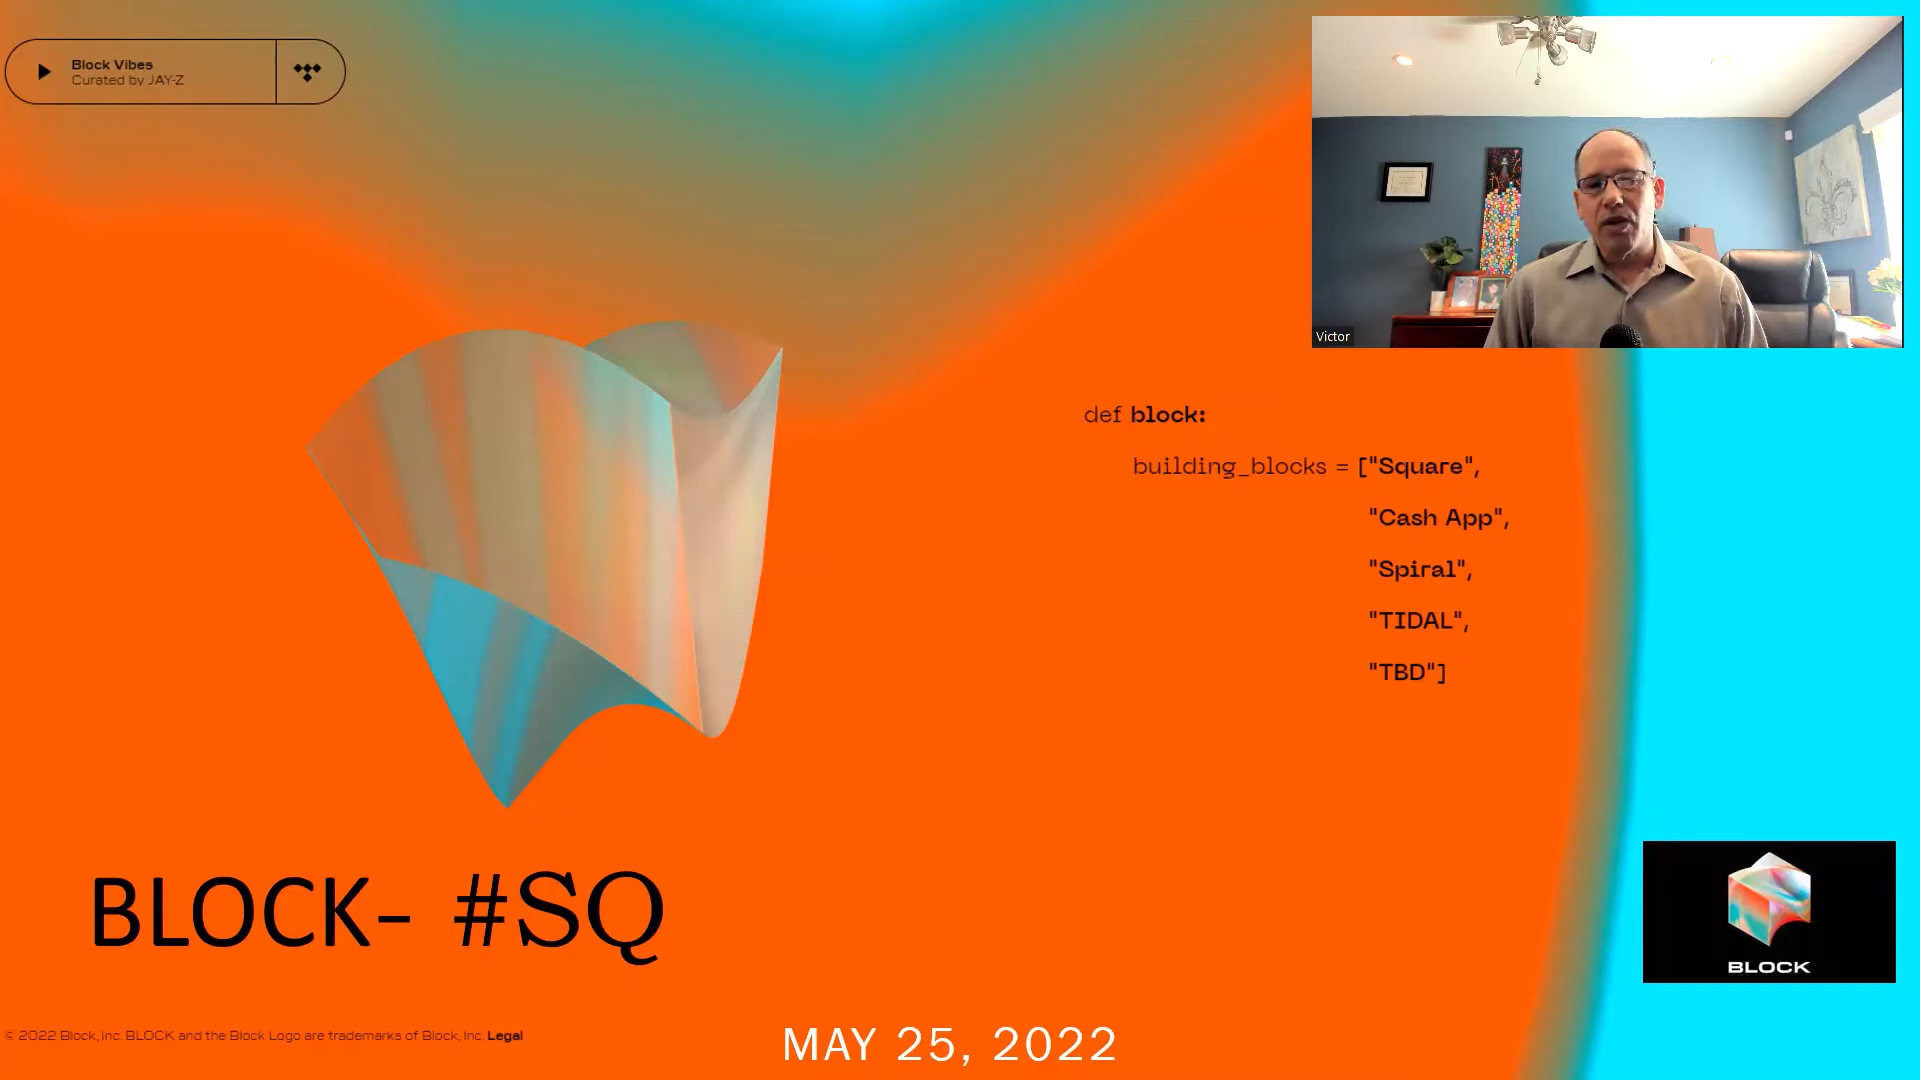 Block Vibes
Curated by JAY-Z
Victor
def block:
building_blocks = ["Square",
"Cash App",
"Spiral",
"TIDAL",
"TBD"]
BLOCK- #SQ
BLOCK
© 2022 Block, Inc. BLOCK and the Block Logo are trademarks of Block, Inc. Legal
MAY 25, 2022